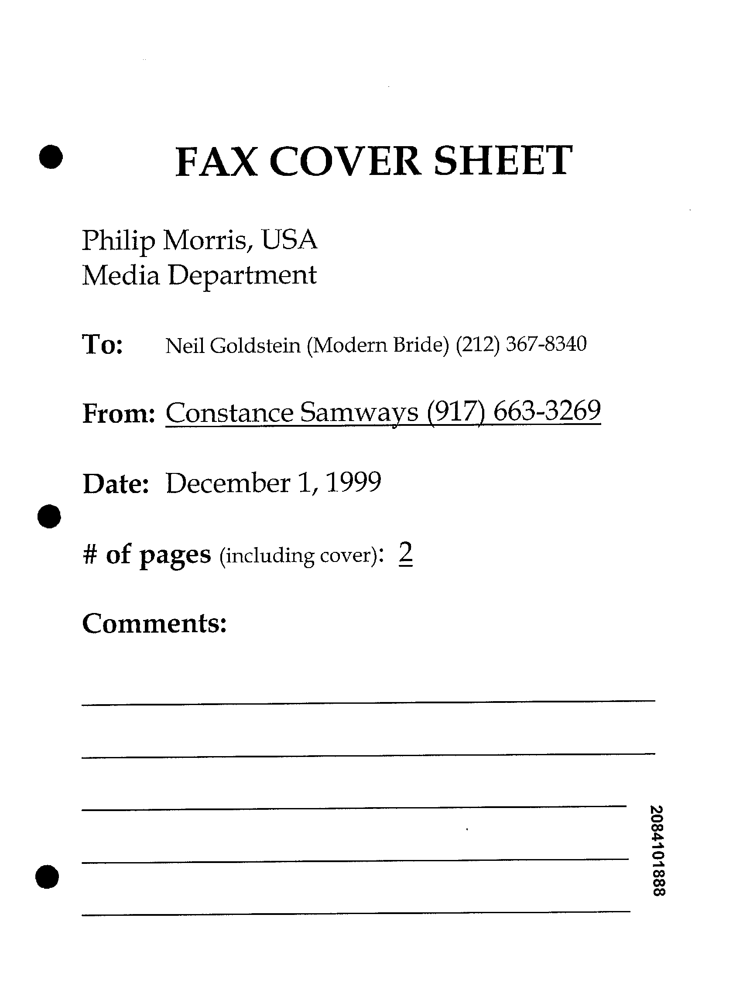 FAX COVER SHEET
Philip Morris, USA
Media Department
To: Neil Goldstein (Modern Bride) (212) 367-8340
From: Constance Samways (917) 663-3269
Date: December 1, 1999
# of pages (including cover): 2
Comments:
2084101888